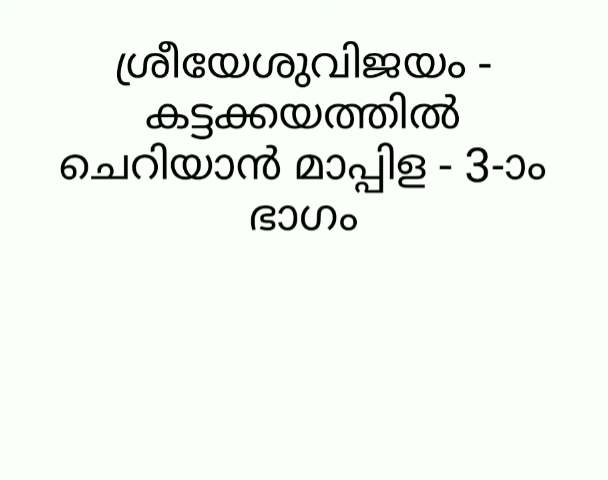 ശ്രീയേശുവിജയം -
കട്ടക്കയത്തിൽ
ചെറിയാൻ മാപ്പിള - 3-ാം
ഭാഗം